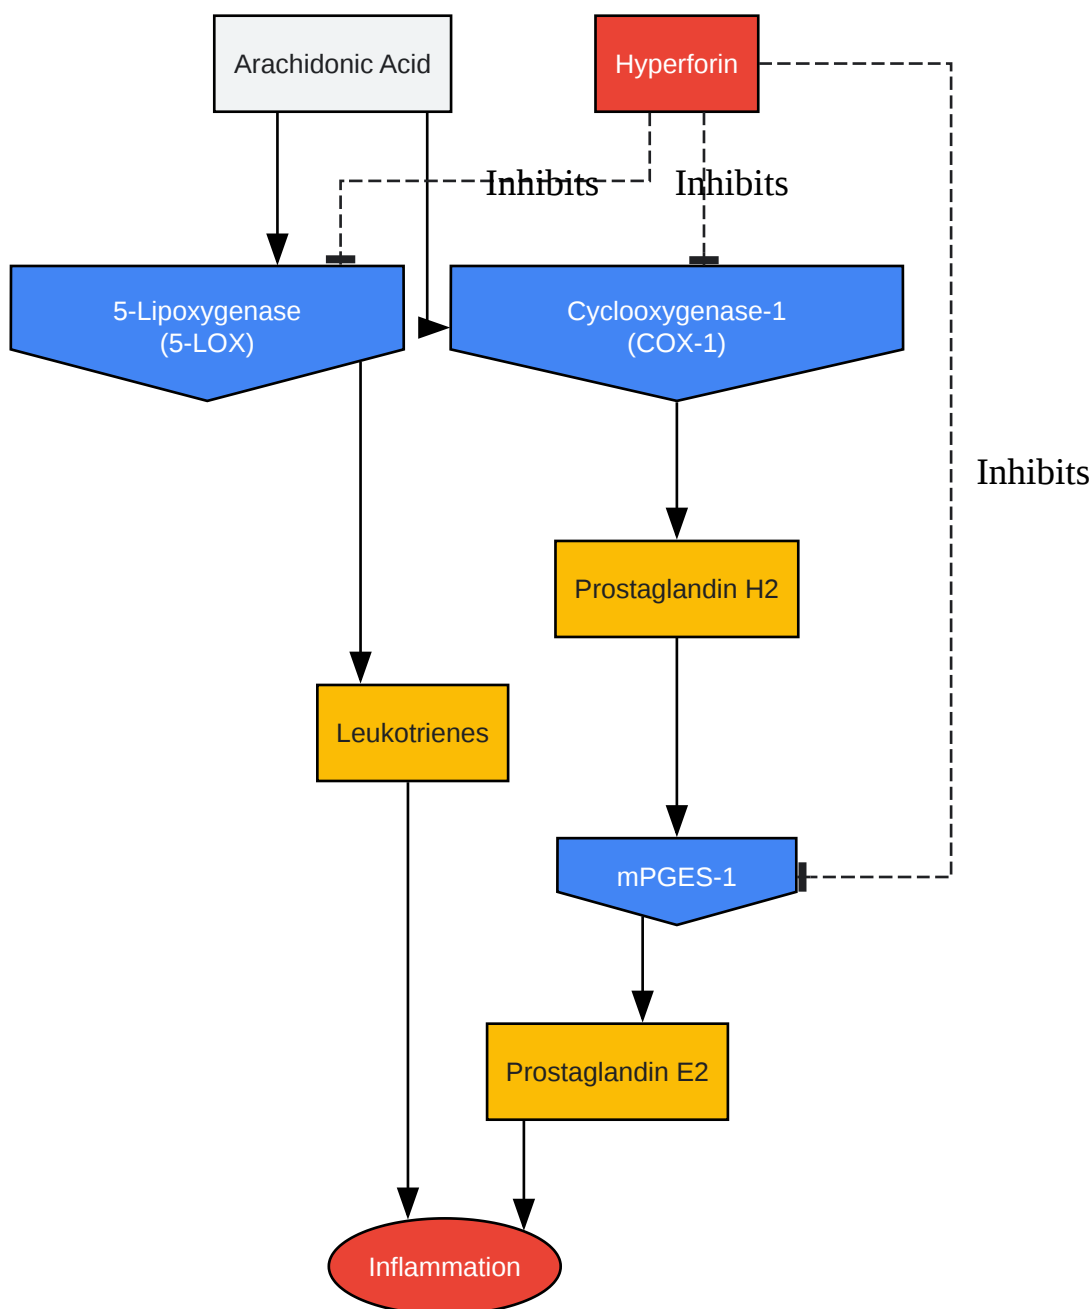 Arachidonic Acid
Hyperforin
Inhibits
Inhibits
5-Lipoxygenase
(5-LOX)
Cyclooxygenase-1
(COX-1)
Inhibits
Prostaglandin H2
Leukotrienes
mPGES-1
Prostaglandin E2
Inflammation